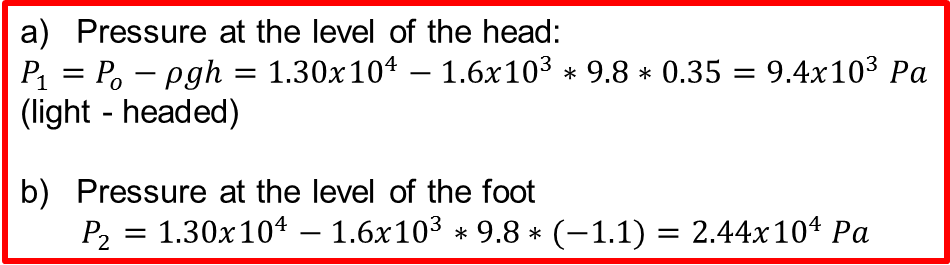 a) Pressure at the level of the head:
P₁ = Pₒ − ρgh = 1.30x10⁴ − 1.6x10³ ∗ 9.8 ∗ 0.35 = 9.4x10³ Pa
(light - headed)
b) Pressure at the level of the foot
P₂ = 1.30x10⁴ − 1.6x10³ ∗ 9.8 ∗ (−1.1) = 2.44x10⁴ Pa